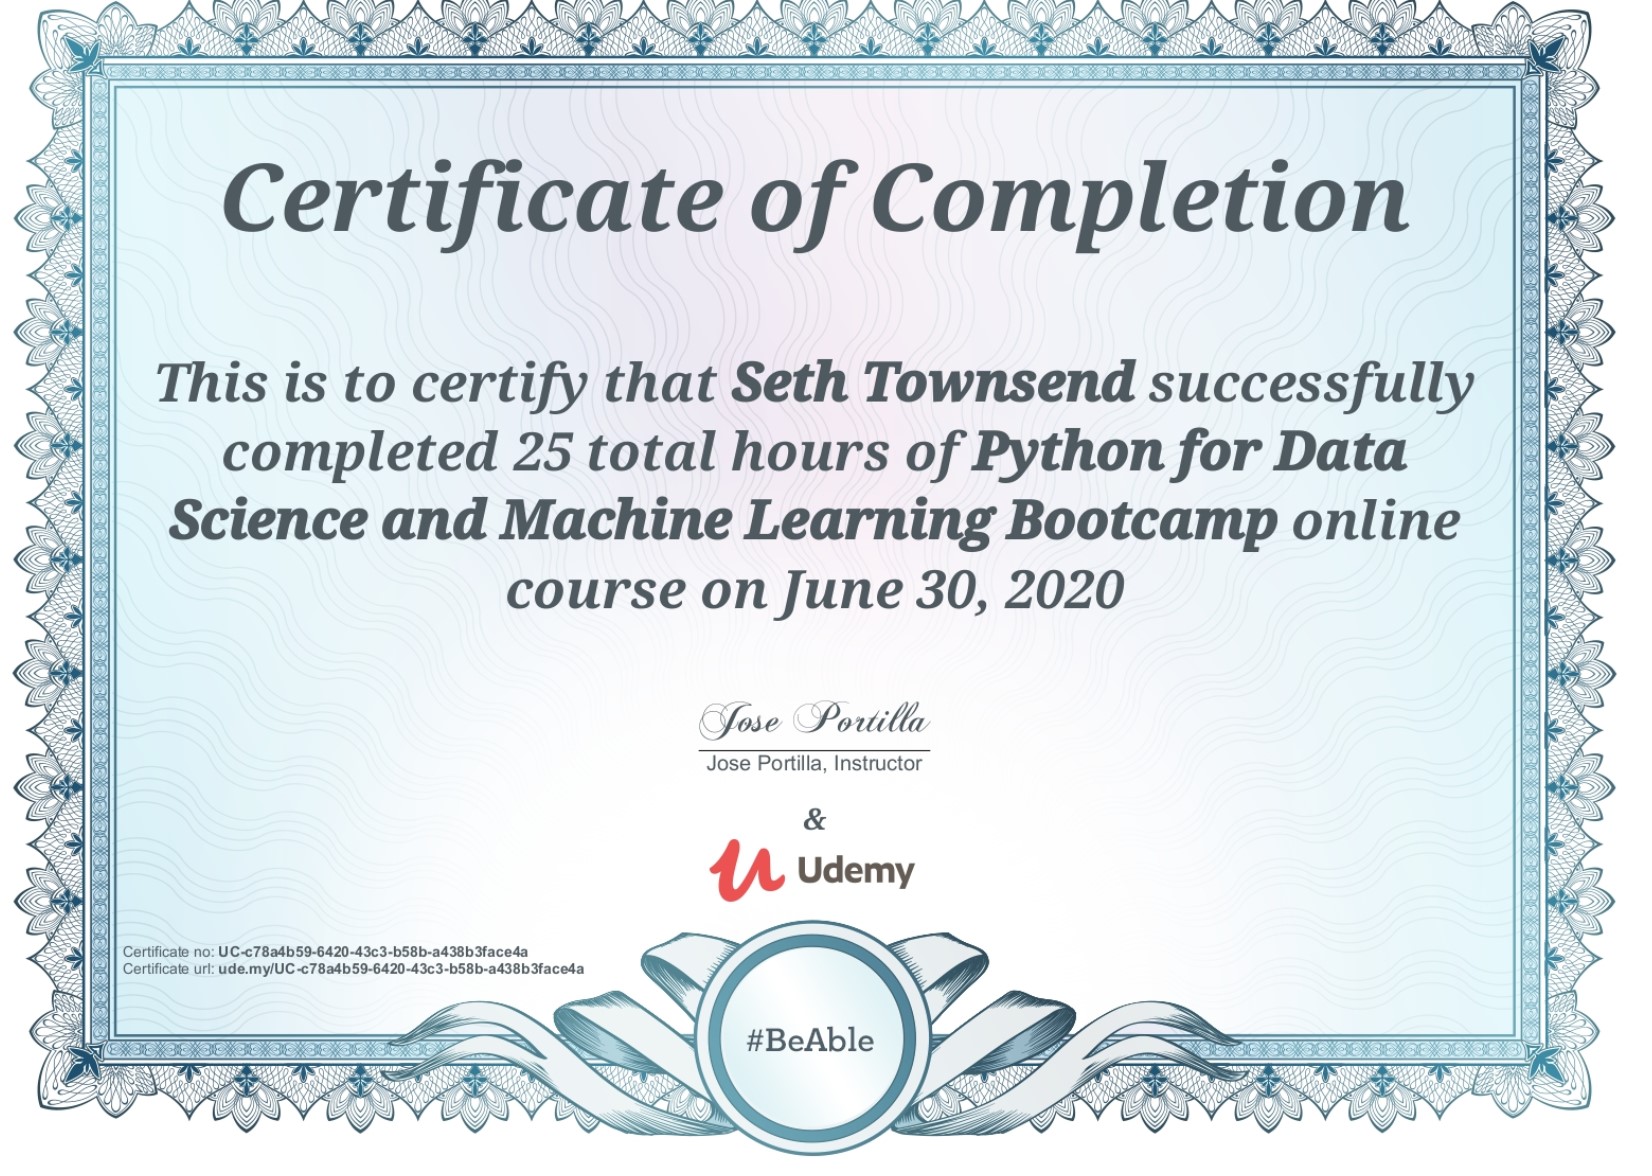 Certificate of Completion
This is to certify that Seth Townsend successfully
completed 25 total hours of Python for Data
Science and Machine Learning Bootcamp online
course on June 30, 2020
Jose Portilla
Jose Portilla, Instructor
&
Udemy
Certificate no: UC-c78a4b59-6420-43c3-b58b-a438b3face4a
Certificate url: ude.my/UC-c78a4b59-6420-43c3-b58b-a438b3face4a
#BeAble